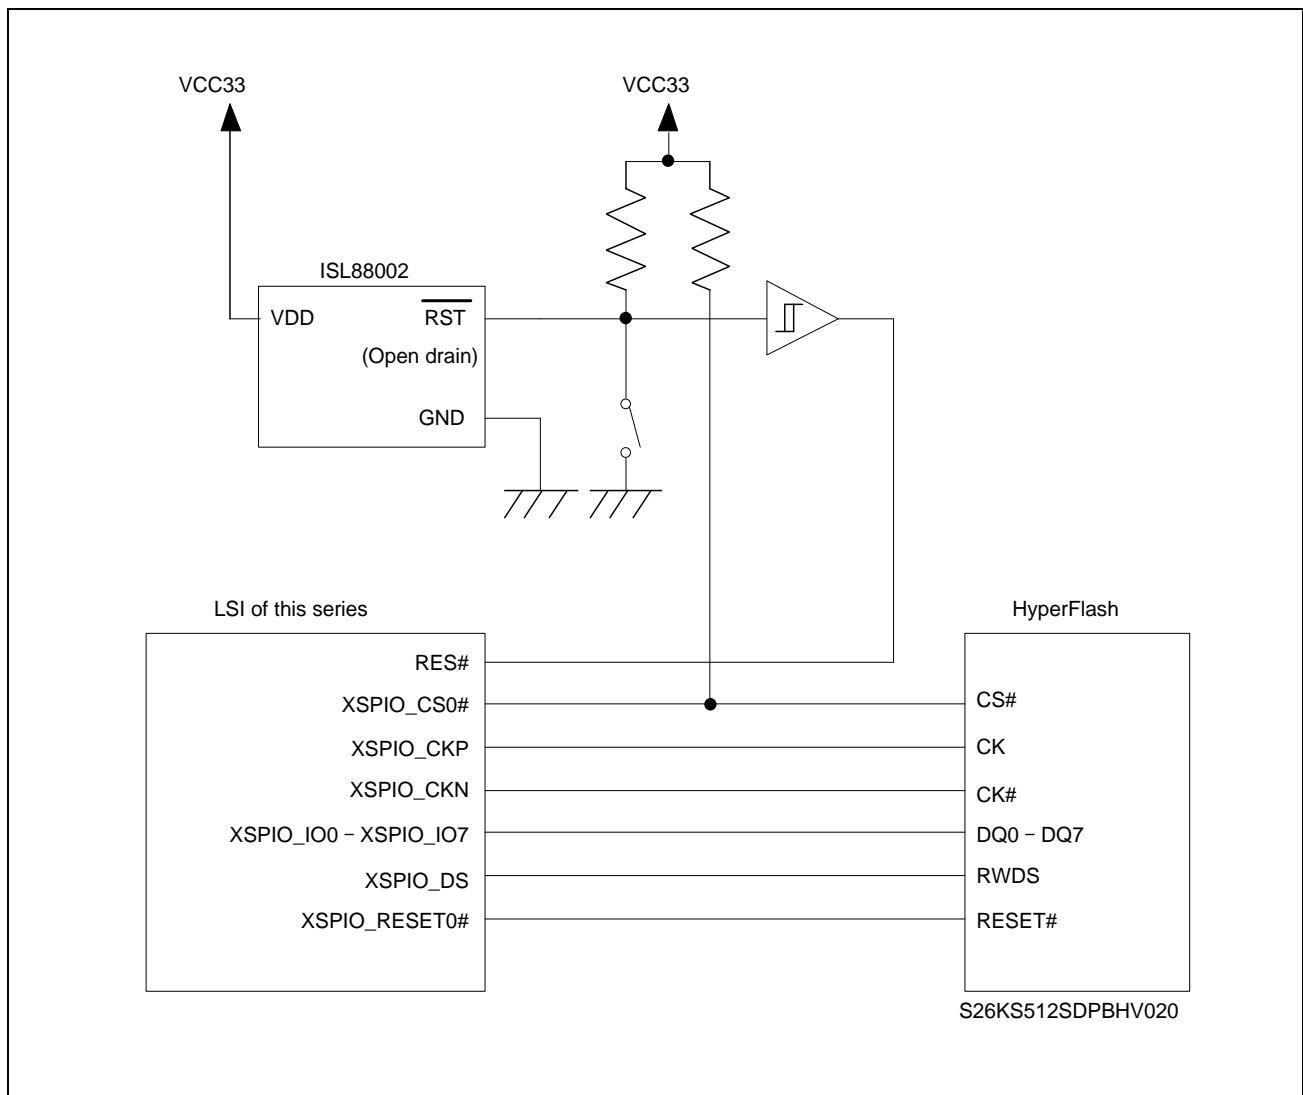 VCC33
VCC33
ISL88002
VDD
RST
(Open drain)
GND
LSI of this series
HyperFlash
RES#
XSPIO_CS0#
XSPIO_CKP
XSPIO_CKN
XSPIO_IO0 – XSPIO_IO7
XSPIO_DS
XSPIO_RESET0#
CS#
CK
CK#
DQ0 – DQ7
RWDS
RESET#
S26KS512SDPBHV020